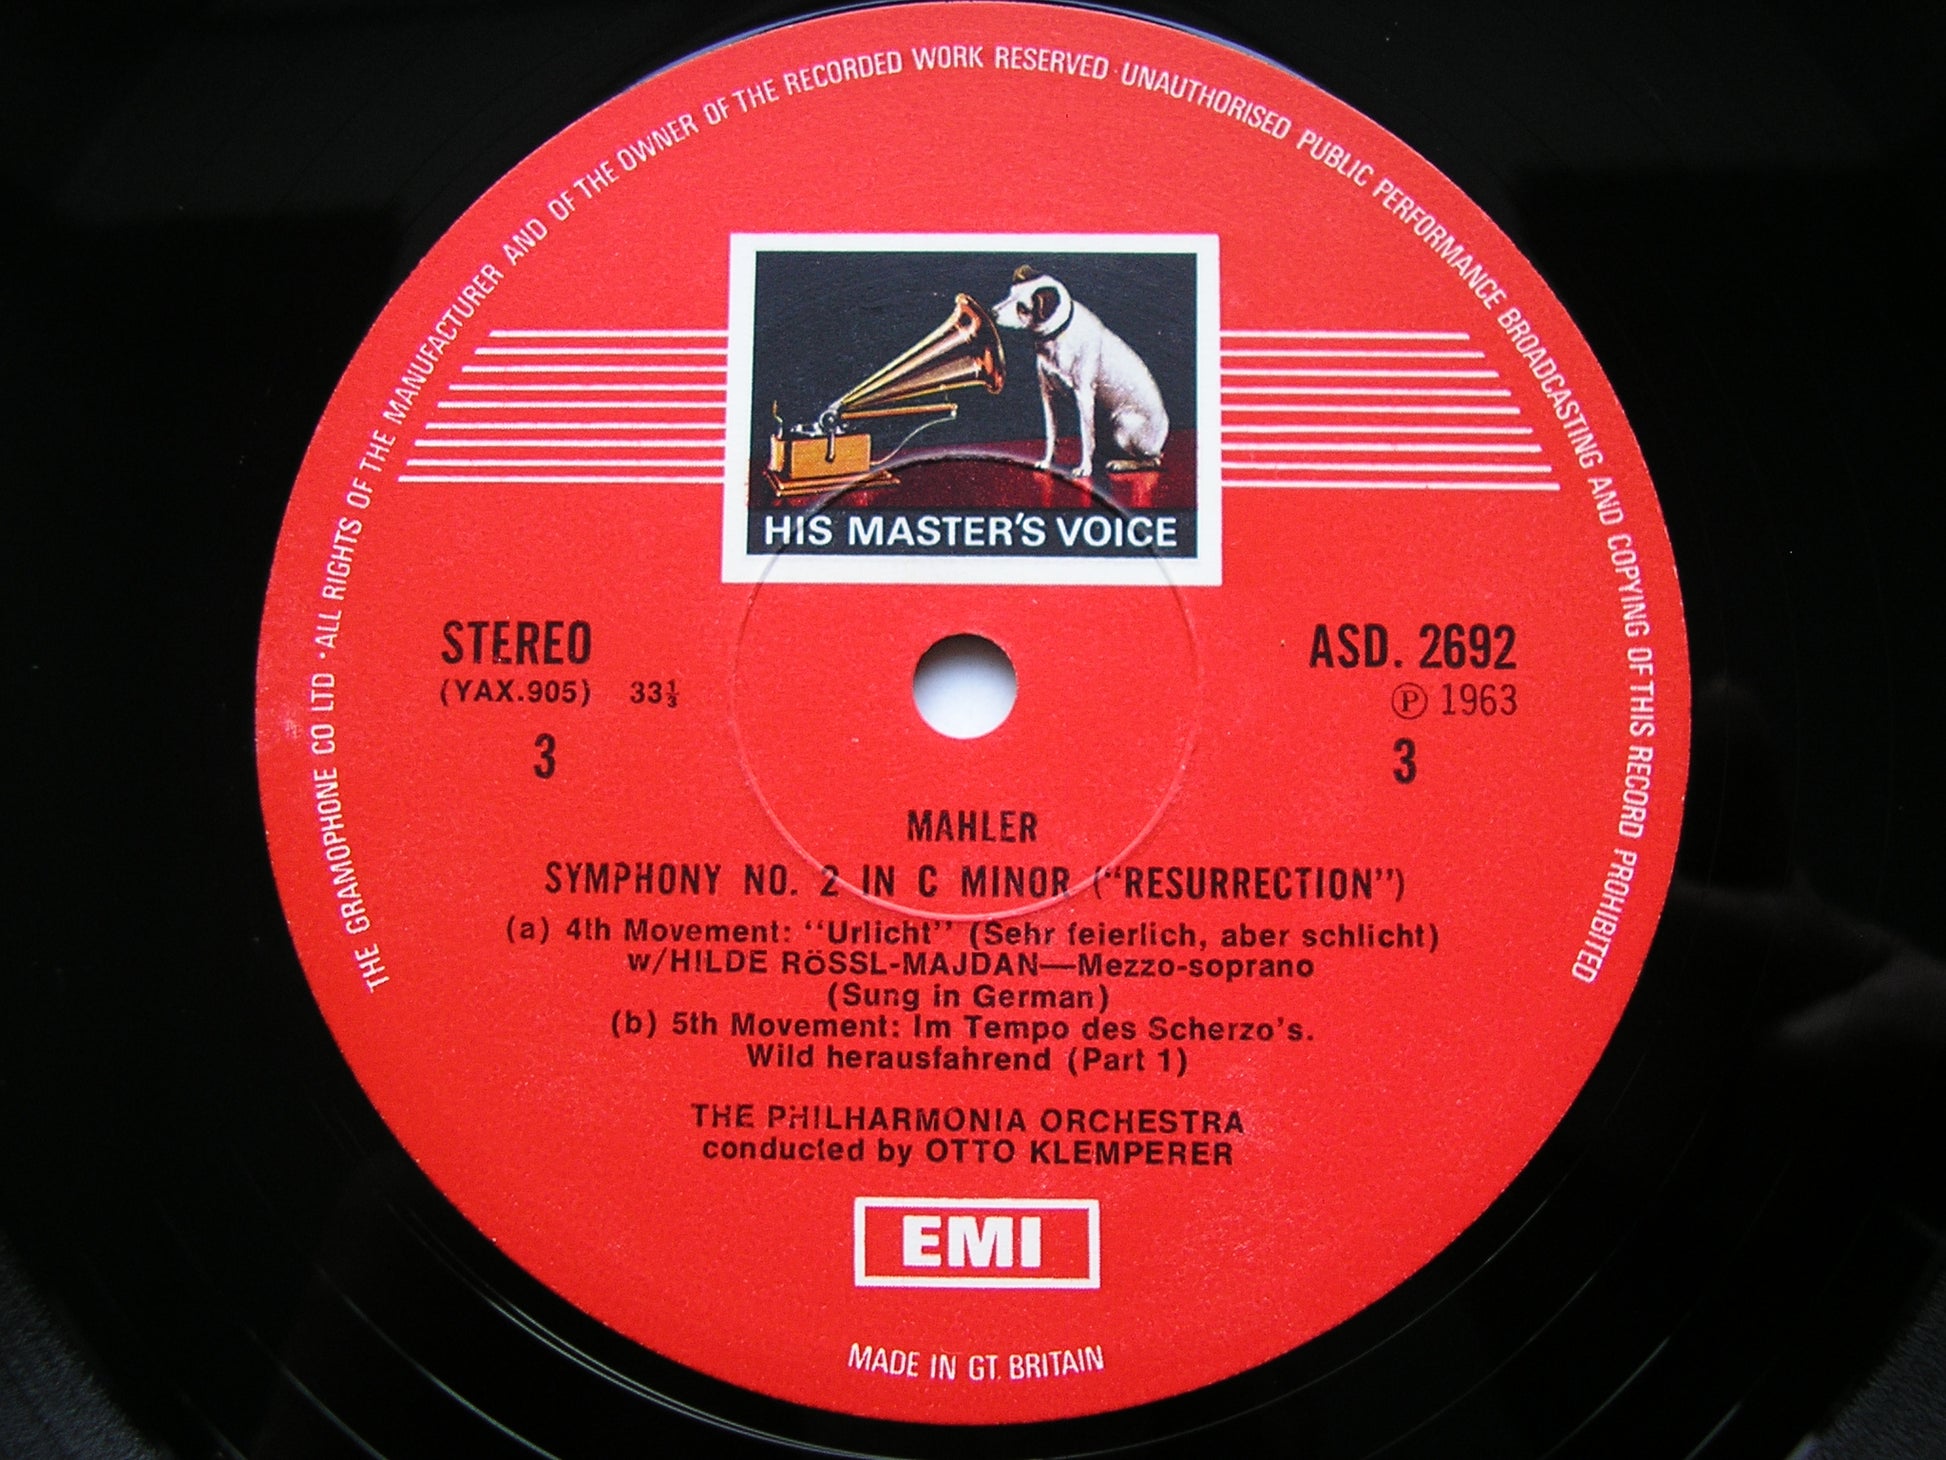 THE GRAMOPHONE CO LTD · ALL RIGHTS OF THE MANUFACTURER AND OF THE OWNER OF THE RECORDED WORK RESERVED · UNAUTHORISED PUBLIC PERFORMANCE BROADCASTING AND COPYING OF THIS RECORD PROHIBITED
HIS MASTER'S VOICE
STEREO ASD. 2692
(YAX.905) 33⅓ ℗ 1963
3 3
MAHLER
SYMPHONY NO. 2 IN C MINOR ("RESURRECTION")
(a) 4th Movement: "Urlicht" (Sehr feierlich, aber schlicht)
w/HILDE RÖSSL-MAJDAN—Mezzo-soprano
(Sung in German)
(b) 5th Movement: Im Tempo des Scherzo's.
Wild herausfahrend (Part 1)
THE PHILHARMONIA ORCHESTRA
conducted by OTTO KLEMPERER
EMI
MADE IN GT. BRITAIN